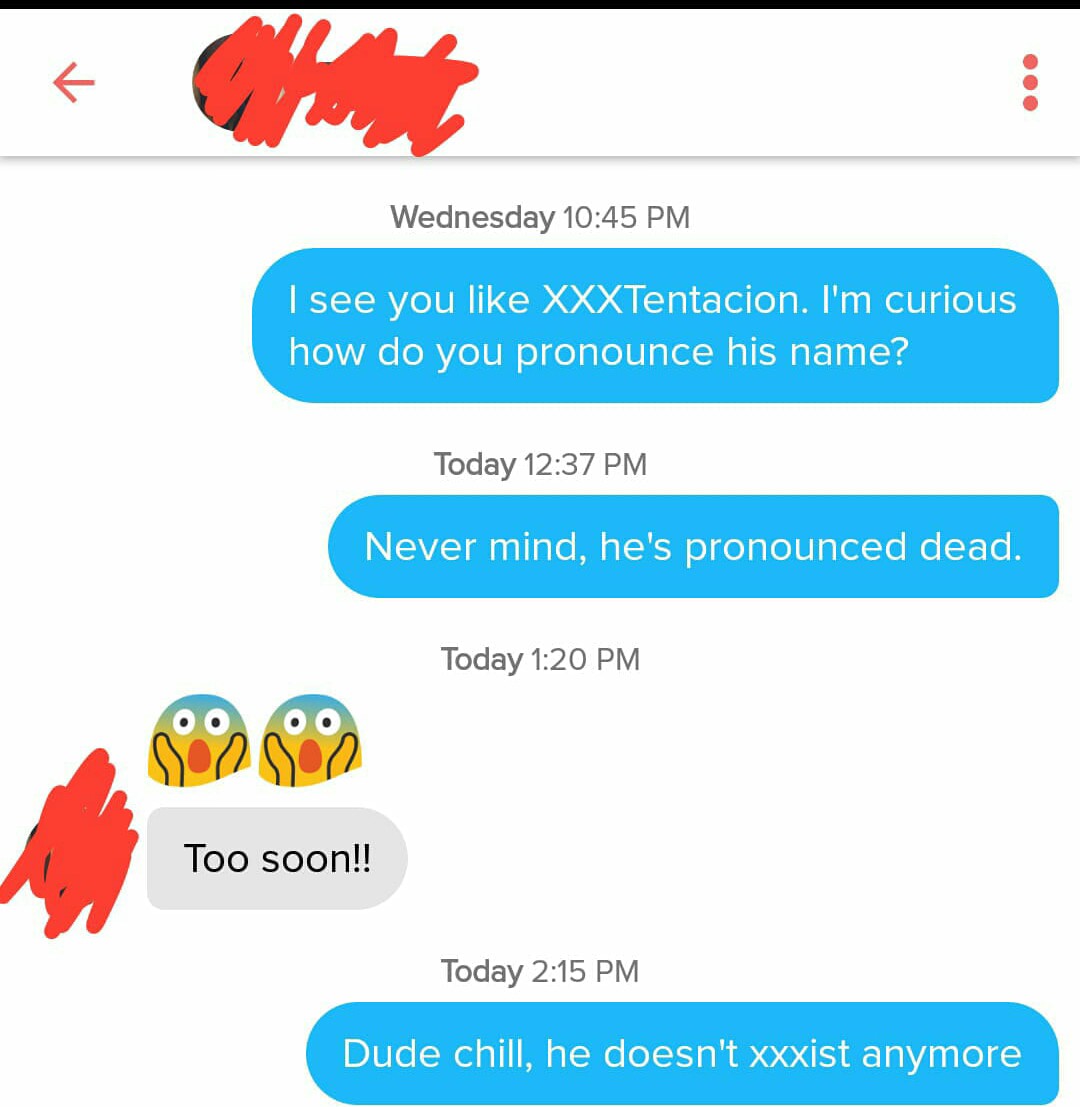 Wednesday 10:45 PM
I see you like XXXTentacion. I'm curious
how do you pronounce his name?
Today 12:37 PM
Never mind, he's pronounced dead.
Today 1:20 PM
😱😱
Too soon!!
Today 2:15 PM
Dude chill, he doesn't xxxist anymore